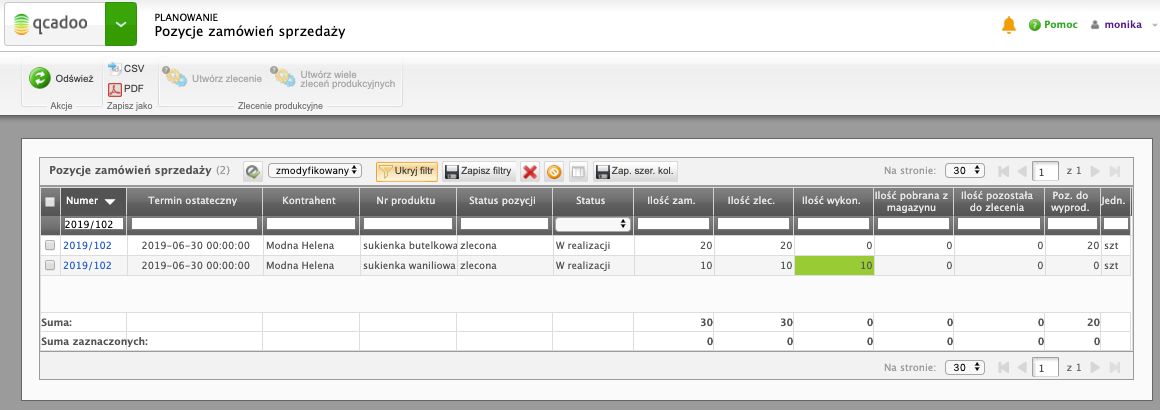 qcadoo
PLANOWANIE
Pozycje zamówień sprzedaży
Pomoc
monika
Odśwież
CSV
PDF
Utwórz zlecenie
Utwórz wiele
zleceń produkcyjnych
Akcje
Zapisz jako
Zlecenie produkcyjne
Pozycje zamówień sprzedaży (2) zmodyfikowany Ukryj filtr Zapisz filtry Zap. szer. kol. Na stronie: 30 1 z 1
Numer Termin ostateczny Kontrahent Nr produktu Status pozycji Status Ilość zam. Ilość zlec. Ilość wykon. Ilość pobrana z magazynu Ilość pozostała do zlecenia Poz. do wyprod. Jedn.
2019/102
2019/102 2019-06-30 00:00:00 Modna Helena sukienka butelkowa zlecona W realizacji 20 20 0 0 0 20 szt
2019/102 2019-06-30 00:00:00 Modna Helena sukienka waniliowa zlecona W realizacji 10 10 10 0 0 0 szt
Suma: 30 30 0 0 0 20
Suma zaznaczonych: 0 0 0 0 0 0
Na stronie: 30 1 z 1